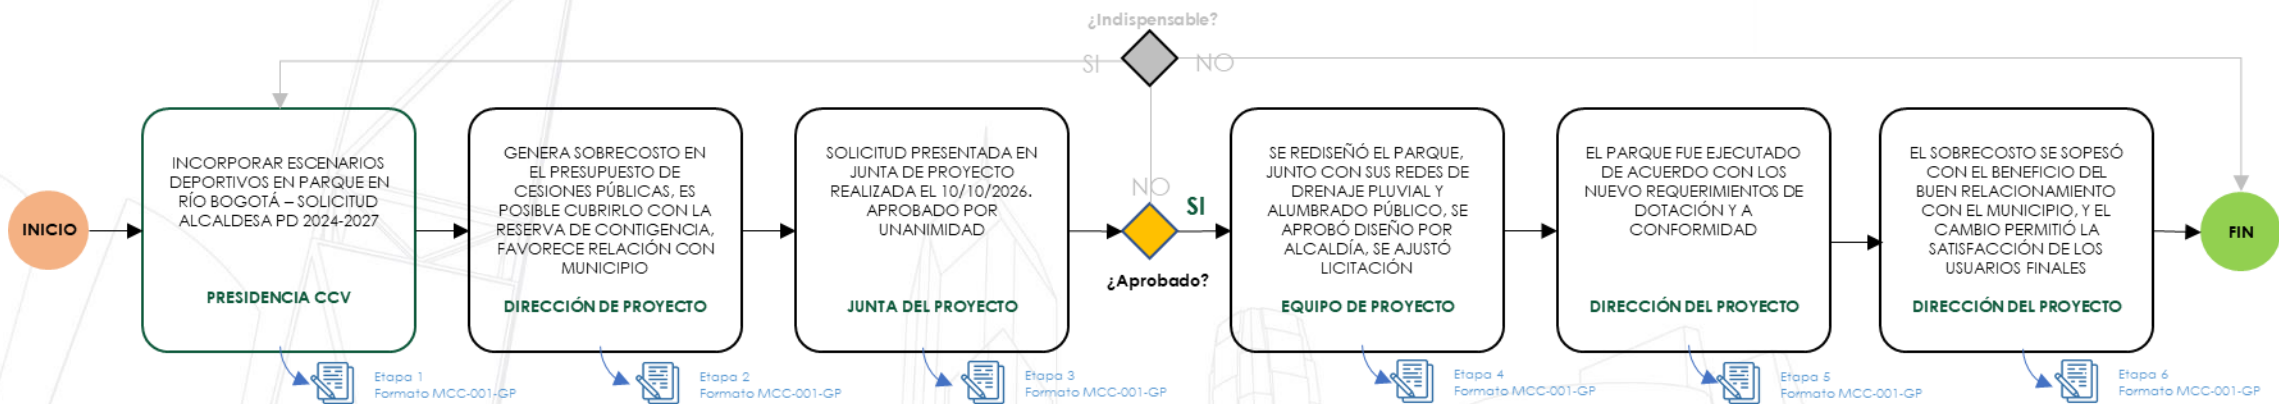 ¿Indispensable?
SI
NO
INICIO
INCORPORAR ESCENARIOS
DEPORTIVOS EN PARQUE EN
RÍO BOGOTÁ – SOLICITUD
ALCALDESA PD 2024-2027
PRESIDENCIA CCV
Etapa 1
Formato MCC-001-GP
GENERA SOBRECOSTO EN
EL PRESUPUESTO DE
CESIONES PÚBLICAS, ES
POSIBLE CUBRIRLO CON LA
RESERVA DE CONTIGENCIA,
FAVORECE RELACIÓN CON
MUNICIPIO
DIRECCIÓN DE PROYECTO
Etapa 2
Formato MCC-001-GP
SOLICITUD PRESENTADA EN
JUNTA DE PROYECTO
REALIZADA EL 10/10/2026.
APROBADO POR
UNANIMIDAD
JUNTA DEL PROYECTO
Etapa 3
Formato MCC-001-GP
NO
SI
¿Aprobado?
SE REDISEÑÓ EL PARQUE,
JUNTO CON SUS REDES DE
DRENAJE PLUVIAL Y
ALUMBRADO PÚBLICO, SE
APROBÓ DISEÑO POR
ALCALDÍA, SE AJUSTÓ
LICITACIÓN
EQUIPO DE PROYECTO
Etapa 4
Formato MCC-001-GP
EL PARQUE FUE EJECUTADO
DE ACUERDO CON LOS
NUEVO REQUERIMIENTOS DE
DOTACIÓN Y A
CONFORMIDAD
DIRECCIÓN DEL PROYECTO
Etapa 5
Formato MCC-001-GP
EL SOBRECOSTO SE SOPESÓ
CON EL BENEFICIO DEL
BUEN RELACIONAMIENTO
CON EL MUNICIPIO, Y EL
CAMBIO PERMITIÓ LA
SATISFACCIÓN DE LOS
USUARIOS FINALES
DIRECCIÓN DEL PROYECTO
Etapa 6
Formato MCC-001-GP
FIN